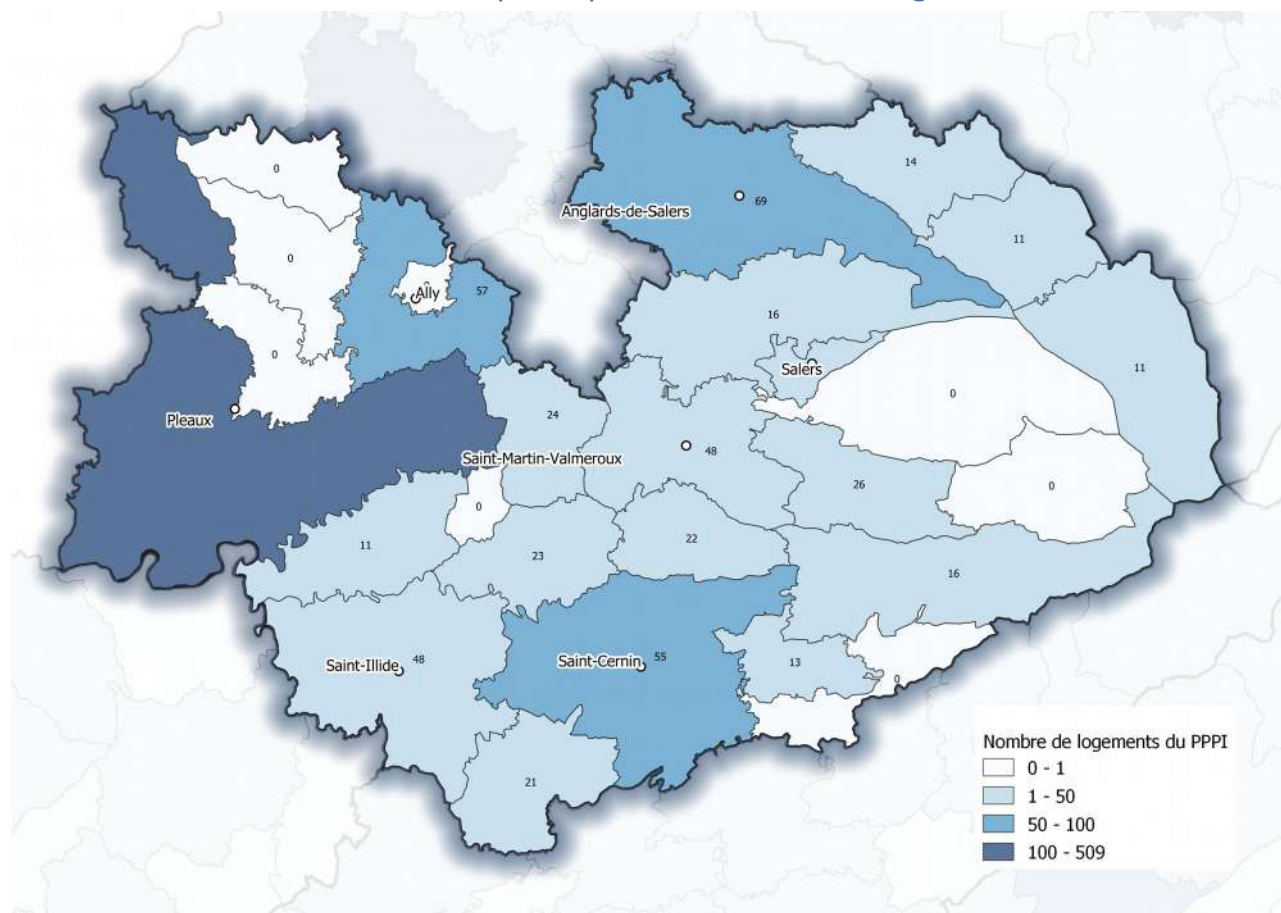 14
0
69
Anglards-de-Salers
11
0
Ally
57
16
0
Salers
11
0
Pleaux
24
48
Saint-Martin-Valmeroux
26
0
0
11
23
22
16
Saint-Illide
48
Saint-Cernin
55
13
0
21
Nombre de logements du PPPI
0 - 1
1 - 50
50 - 100
100 - 509